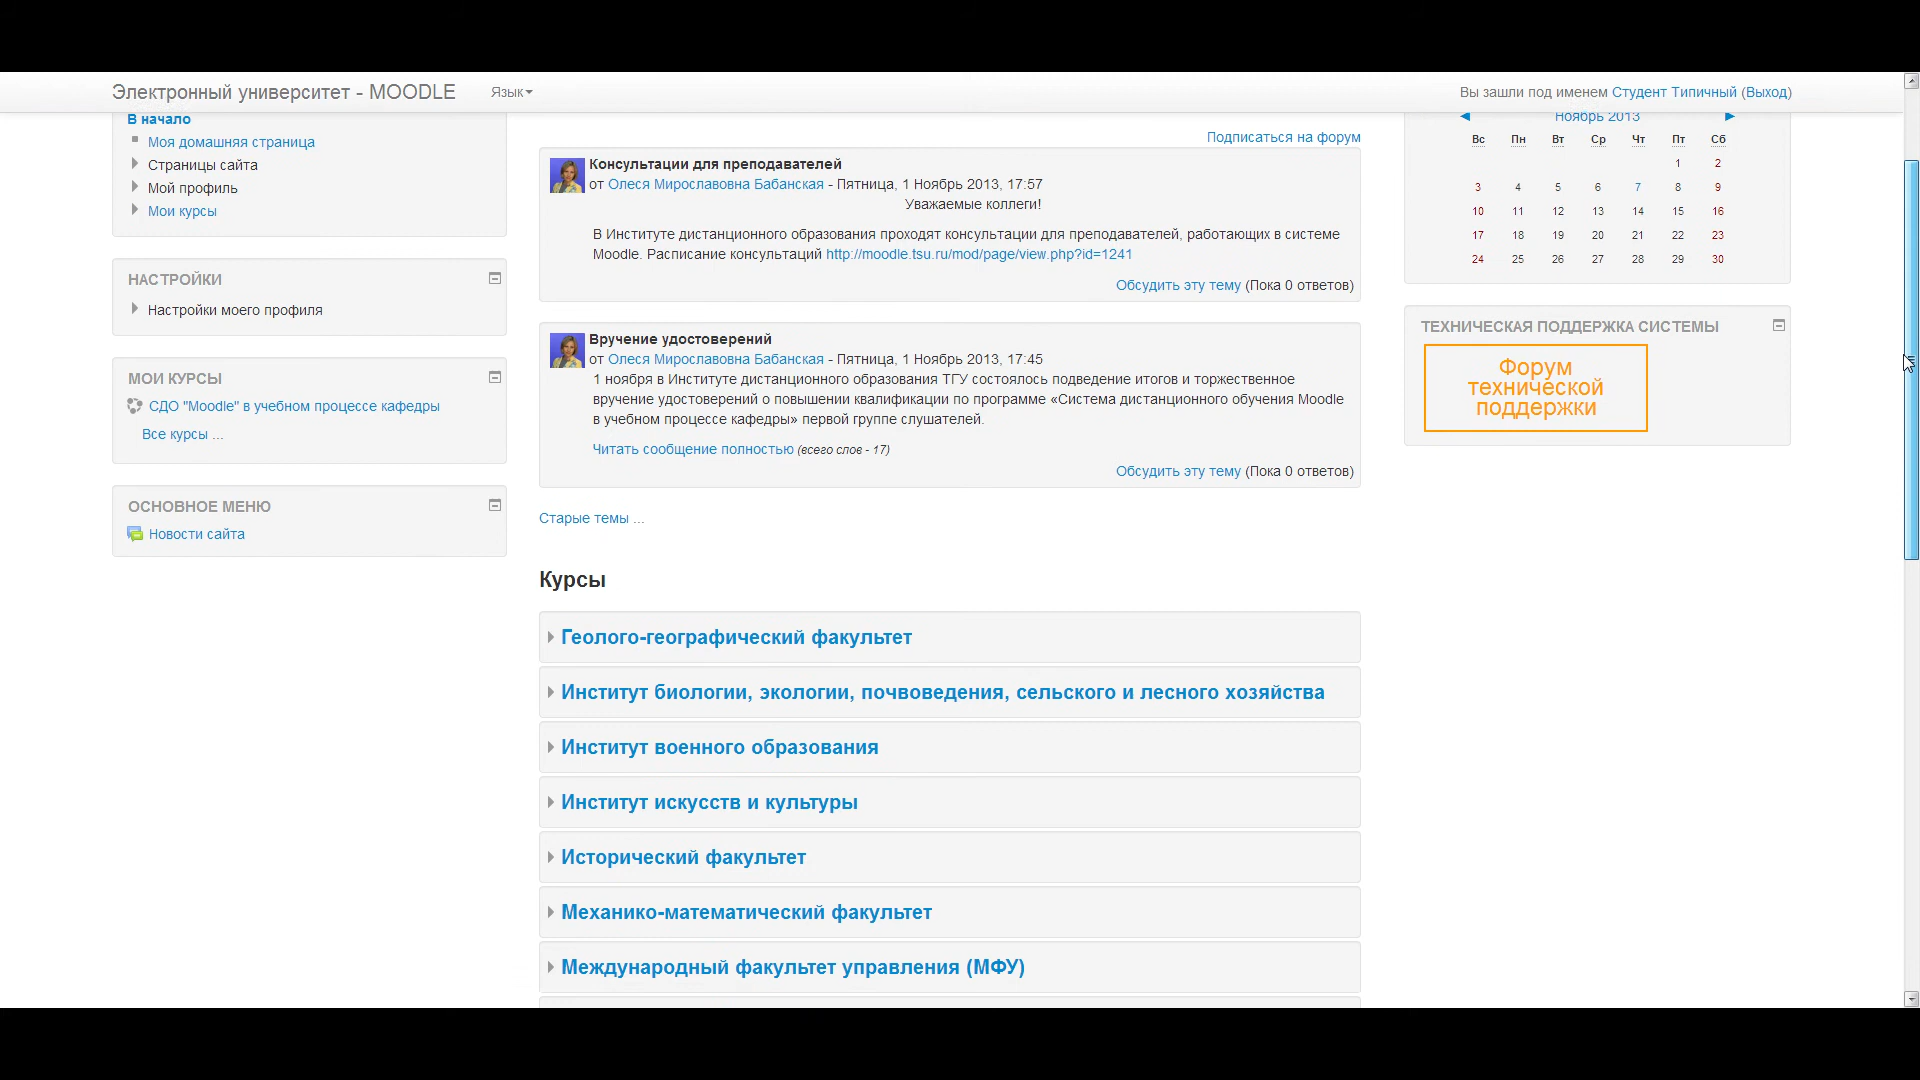 Электронный университет - MOODLE
Язык
Вы зашли под именем Студент Типичный (Выход)
В начало
Моя домашняя страница
Страницы сайта
Мой профиль
Мои курсы
НАСТРОЙКИ
Настройки моего профиля
МОИ КУРСЫ
СДО "Moodle" в учебном процессе кафедры
Все курсы ...
ОСНОВНОЕ МЕНЮ
Новости сайта
Подписаться на форум
Консультации для преподавателей
от Олеся Мирославовна Бабанская - Пятница, 1 Ноябрь 2013, 17:57
Уважаемые коллеги!
В Институте дистанционного образования проходят консультации для преподавателей, работающих в системе
Moodle. Расписание консультаций http://moodle.tsu.ru/mod/page/view.php?id=1241
Обсудить эту тему (Пока 0 ответов)
Вручение удостоверений
от Олеся Мирославовна Бабанская - Пятница, 1 Ноябрь 2013, 17:45
1 ноября в Институте дистанционного образования ТГУ состоялось подведение итогов и торжественное
вручение удостоверений о повышении квалификации по программе «Система дистанционного обучения Moodle
в учебном процессе кафедры» первой группе слушателей.
Читать сообщение полностью (всего слов - 17)
Обсудить эту тему (Пока 0 ответов)
Старые темы ...
Курсы
Геолого-географический факультет
Институт биологии, экологии, почвоведения, сельского и лесного хозяйства
Институт военного образования
Институт искусств и культуры
Исторический факультет
Механико-математический факультет
Международный факультет управления (МФУ)
Ноябрь 2013
Вс Пн Вт Ср Чт Пт Сб
1 2
3 4 5 6 7 8 9
10 11 12 13 14 15 16
17 18 19 20 21 22 23
24 25 26 27 28 29 30
ТЕХНИЧЕСКАЯ ПОДДЕРЖКА СИСТЕМЫ
Форум
технической
поддержки